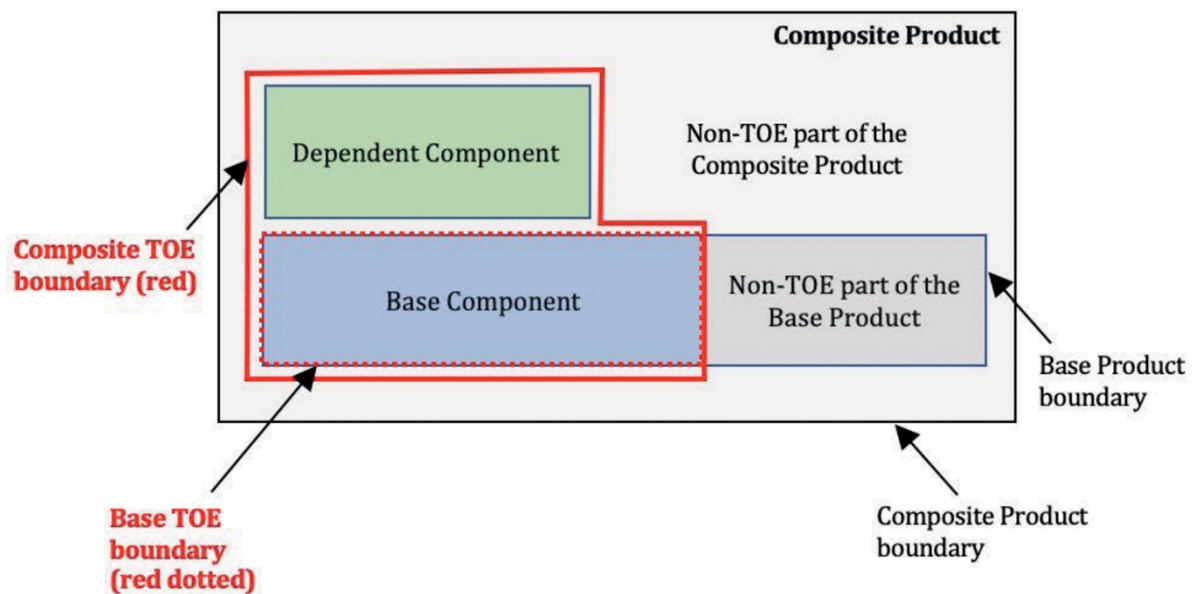 Composite Product
Dependent Component
Non-TOE part of the
Composite Product
Composite TOE
boundary (red)
Base Component
Non-TOE part of the
Base Product
Base Product
boundary
Base TOE
boundary
(red dotted)
Composite Product
boundary